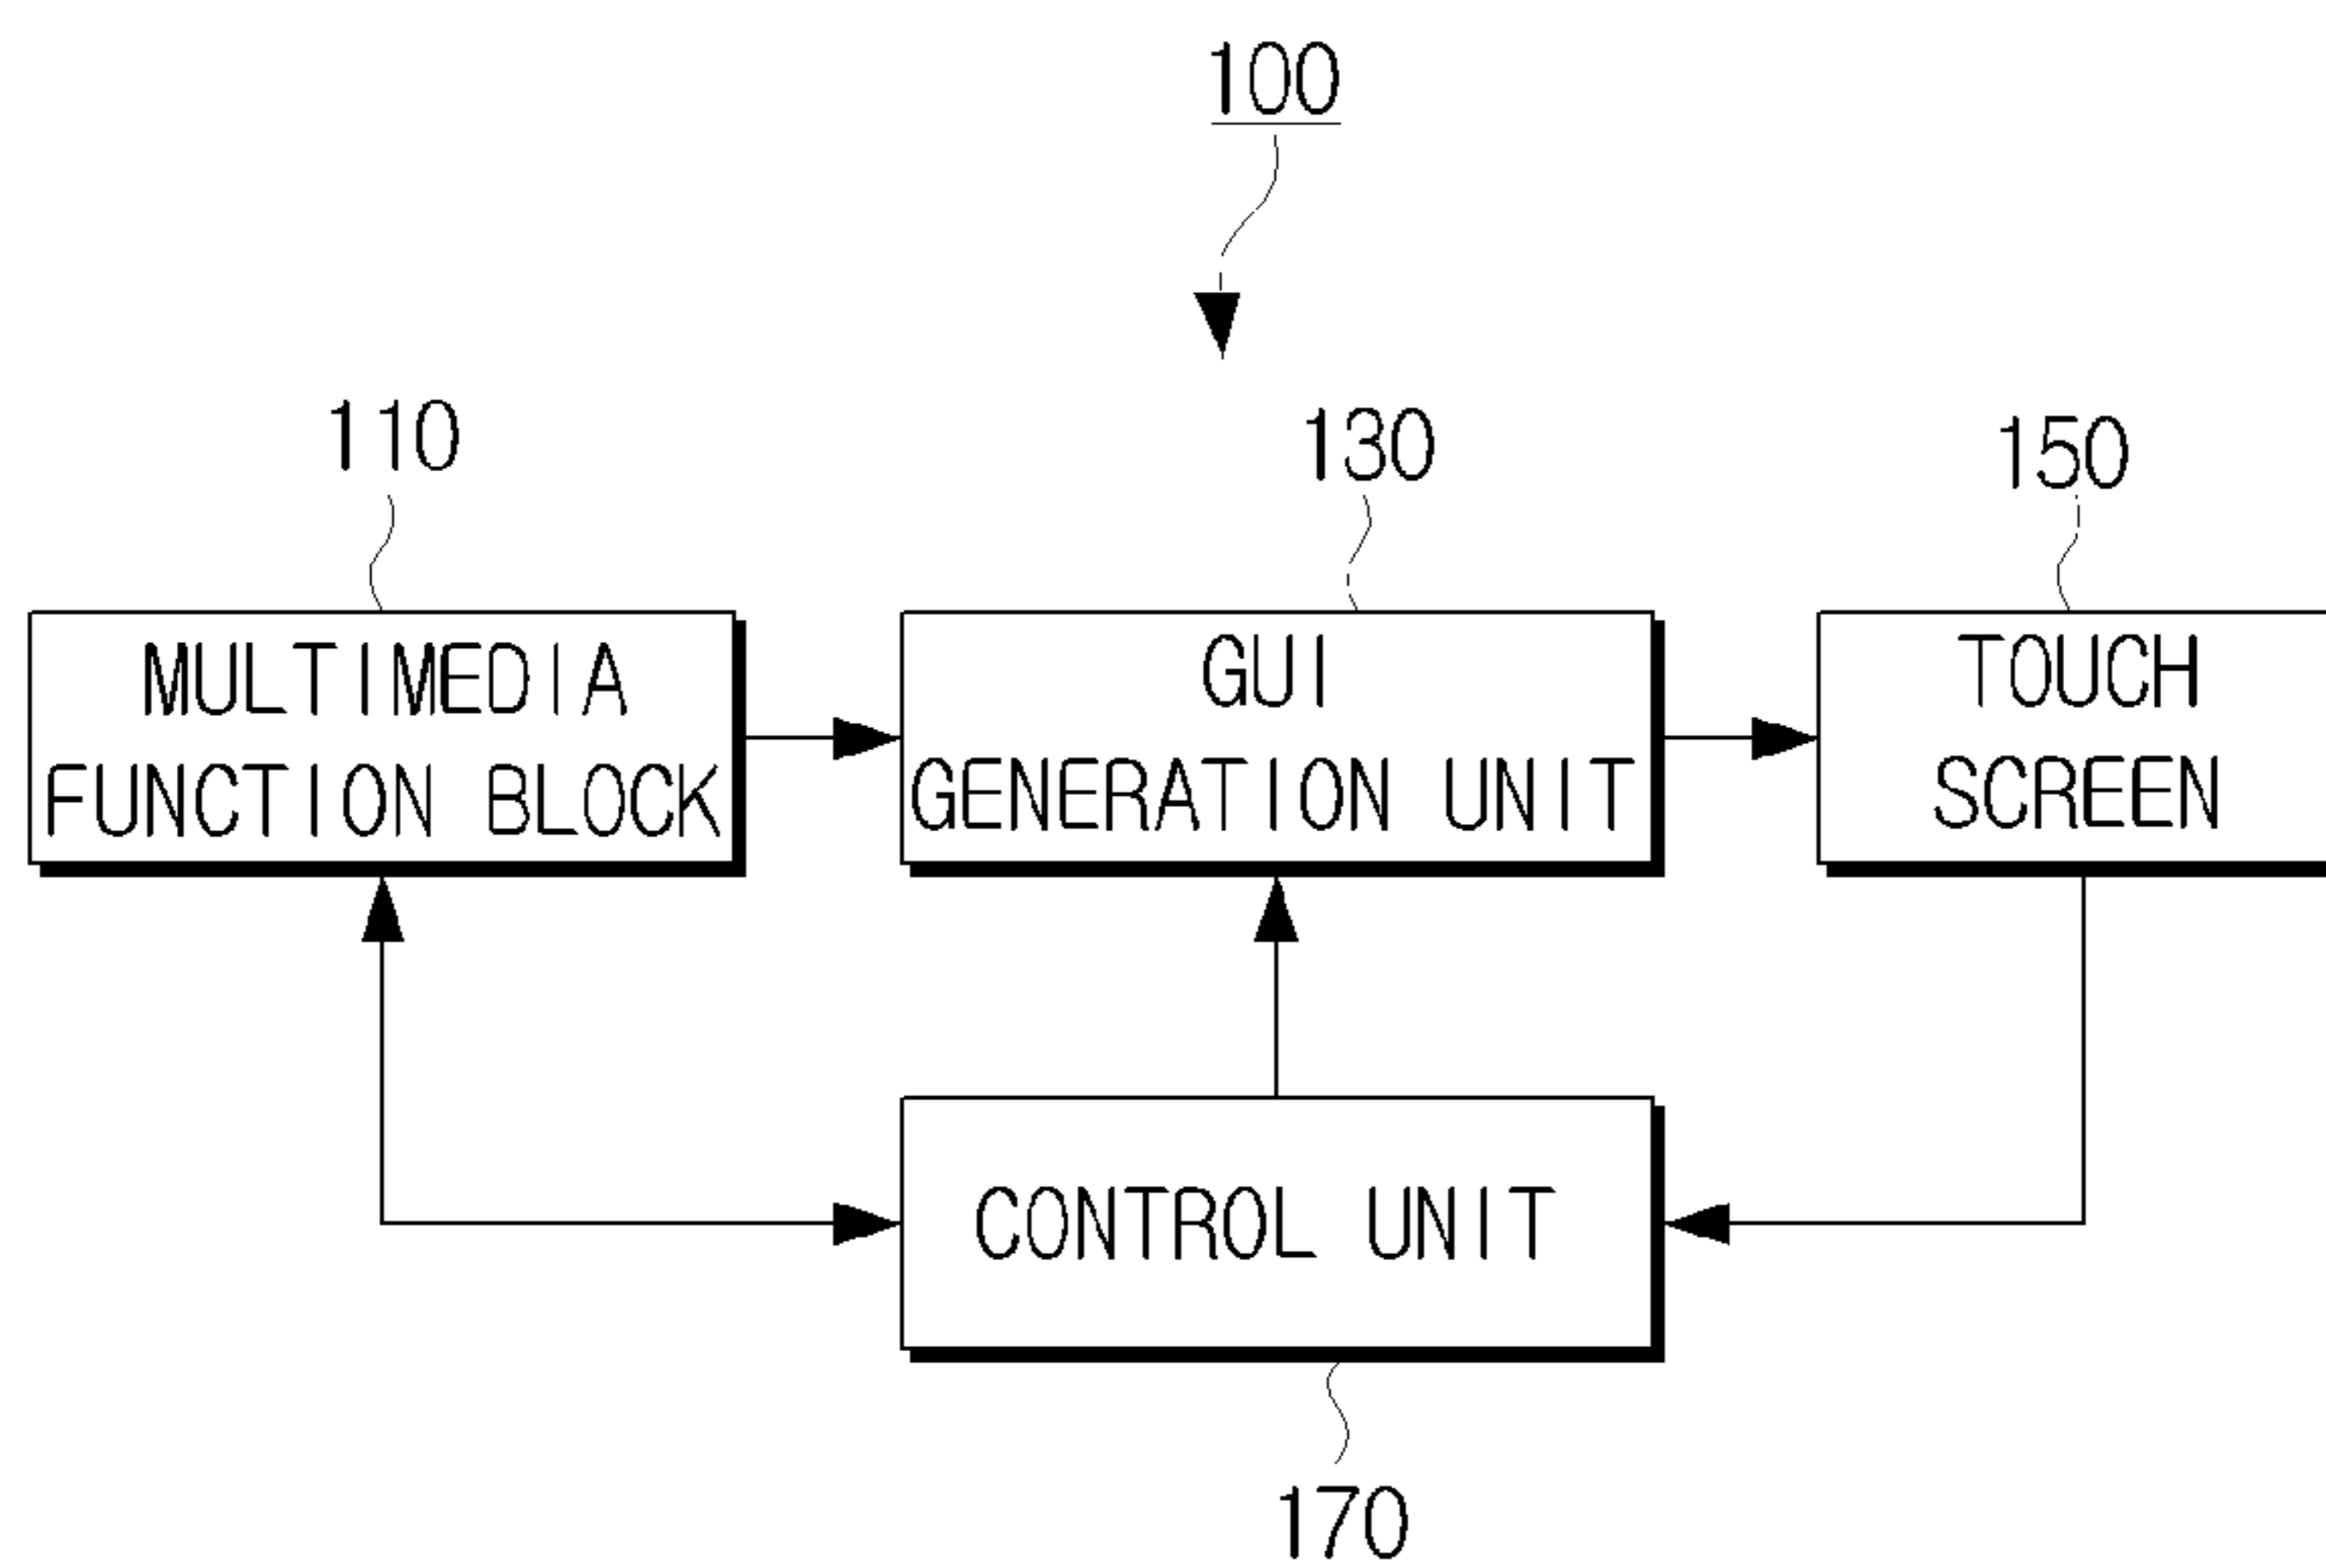 100
110
130
150
MULTIMEDIA
FUNCTION BLOCK
GUI
GENERATION UNIT
TOUCH
SCREEN
CONTROL UNIT
170